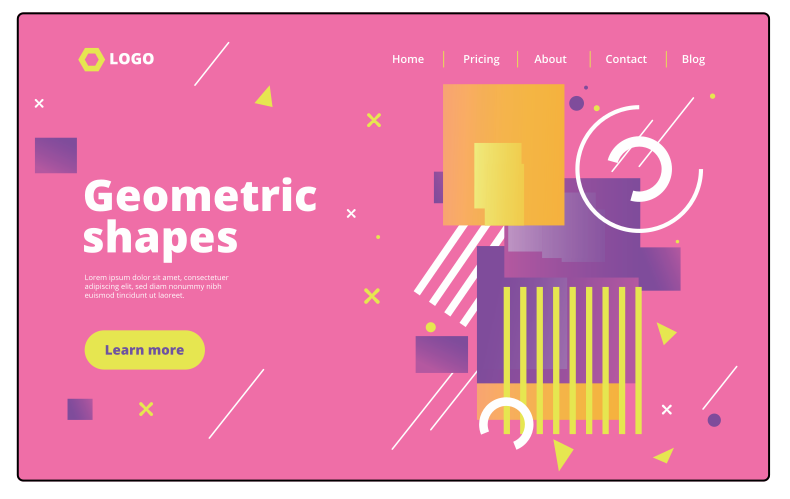 LOGO
Home Pricing About Contact Blog
Geometric
shapes
Lorem ipsum dolor sit amet, consectetuer
adipiscing elit, sed diam nonummy nibh
euismod tincidunt ut laoreet.
Learn more